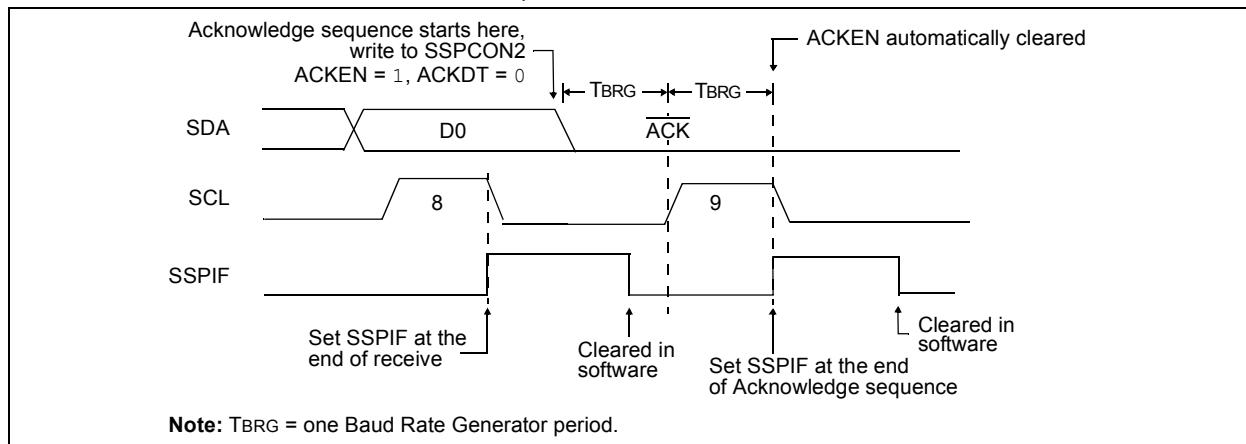 Acknowledge sequence starts here,
write to SSPCON2
ACKEN = 1, ACKDT = 0
ACKEN automatically cleared
TBRG
TBRG
SDA
D0
ACK
SCL
8
9
SSPIF
Set SSPIF at the
end of receive
Cleared in
software
Set SSPIF at the end
of Acknowledge sequence
Cleared in
software
Note: TBRG = one Baud Rate Generator period.